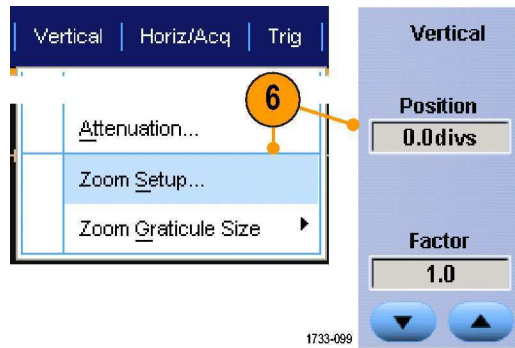 Vertical Horiz/Acq Trig
6
Attenuation...
Zoom Setup...
Zoom Graticule Size
Vertical
Position
0.0divs
Factor
1.0
1733-099